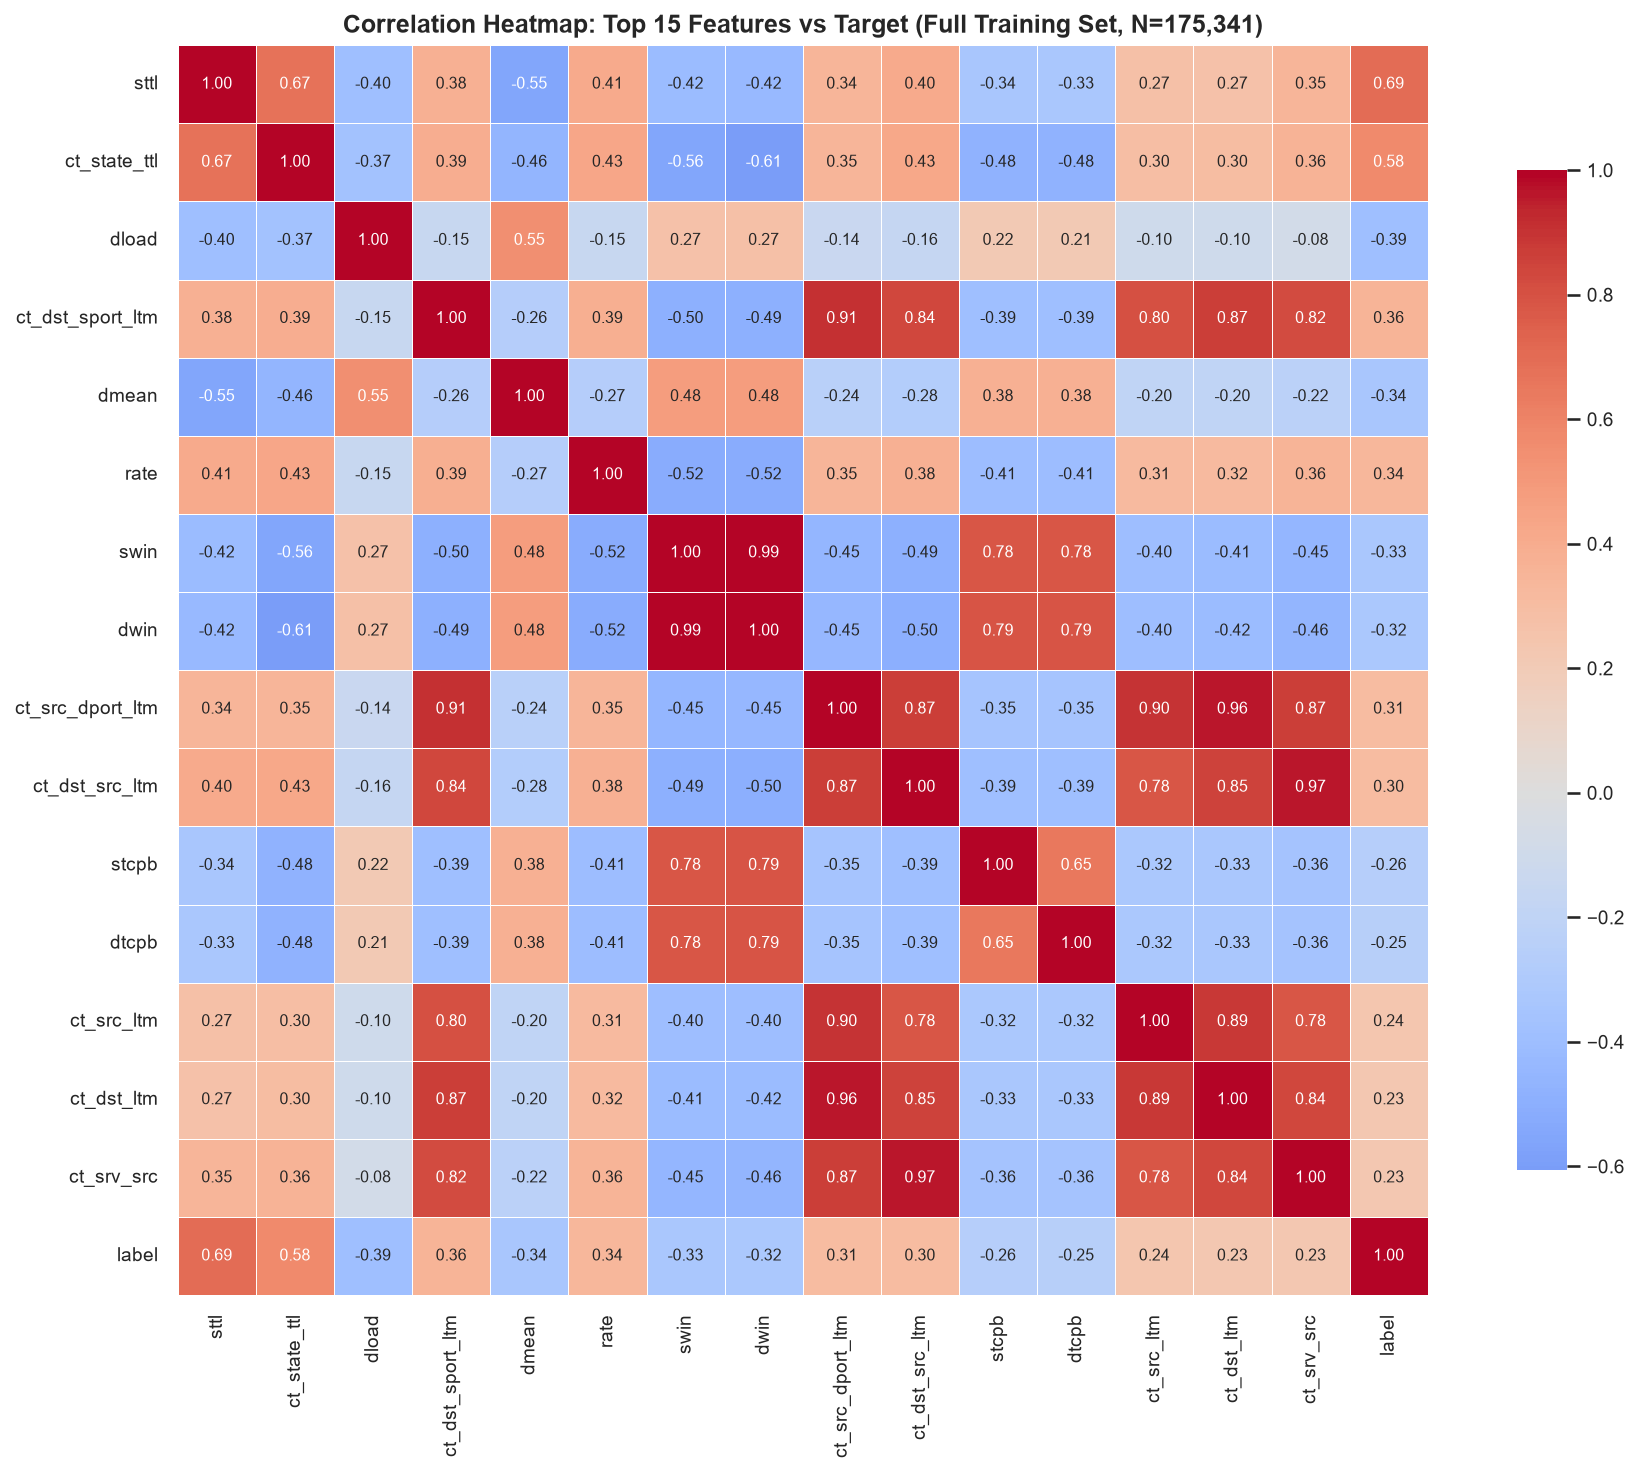 Correlation Heatmap: Top 15 Features vs Target (Full Training Set, N=175,341)
sttl 1.00 0.67 -0.40 0.38 -0.55 0.41 -0.42 -0.42 0.34 0.40 -0.34 -0.33 0.27 0.27 0.35 0.69
ct_state_ttl 0.67 1.00 -0.37 0.39 -0.46 0.43 -0.56 -0.61 0.35 0.43 -0.48 -0.48 0.30 0.30 0.36 0.58
dload -0.40 -0.37 1.00 -0.15 0.55 -0.15 0.27 0.27 -0.14 -0.16 0.22 0.21 -0.10 -0.10 -0.08 -0.39
ct_dst_sport_ltm 0.38 0.39 -0.15 1.00 -0.26 0.39 -0.50 -0.49 0.91 0.84 -0.39 -0.39 0.80 0.87 0.82 0.36
dmean -0.55 -0.46 0.55 -0.26 1.00 -0.27 0.48 0.48 -0.24 -0.28 0.38 0.38 -0.20 -0.20 -0.22 -0.34
rate 0.41 0.43 -0.15 0.39 -0.27 1.00 -0.52 -0.52 0.35 0.38 -0.41 -0.41 0.31 0.32 0.36 0.34
swin -0.42 -0.56 0.27 -0.50 0.48 -0.52 1.00 0.99 -0.45 -0.49 0.78 0.78 -0.40 -0.41 -0.45 -0.33
dwin -0.42 -0.61 0.27 -0.49 0.48 -0.52 0.99 1.00 -0.45 -0.50 0.79 0.79 -0.40 -0.42 -0.46 -0.32
ct_src_dport_ltm 0.34 0.35 -0.14 0.91 -0.24 0.35 -0.45 -0.45 1.00 0.87 -0.35 -0.35 0.90 0.96 0.87 0.31
ct_dst_src_ltm 0.40 0.43 -0.16 0.84 -0.28 0.38 -0.49 -0.50 0.87 1.00 -0.39 -0.39 0.78 0.85 0.97 0.30
stcpb -0.34 -0.48 0.22 -0.39 0.38 -0.41 0.78 0.79 -0.35 -0.39 1.00 0.65 -0.32 -0.33 -0.36 -0.26
dtcpb -0.33 -0.48 0.21 -0.39 0.38 -0.41 0.78 0.79 -0.35 -0.39 0.65 1.00 -0.32 -0.33 -0.36 -0.25
ct_src_ltm 0.27 0.30 -0.10 0.80 -0.20 0.31 -0.40 -0.40 0.90 0.78 -0.32 -0.32 1.00 0.89 0.78 0.24
ct_dst_ltm 0.27 0.30 -0.10 0.87 -0.20 0.32 -0.41 -0.42 0.96 0.85 -0.33 -0.33 0.89 1.00 0.84 0.23
ct_srv_src 0.35 0.36 -0.08 0.82 -0.22 0.36 -0.45 -0.46 0.87 0.97 -0.36 -0.36 0.78 0.84 1.00 0.23
label 0.69 0.58 -0.39 0.36 -0.34 0.34 -0.33 -0.32 0.31 0.30 -0.26 -0.25 0.24 0.23 0.23 1.00
sttl
ct_state_ttl
dload
ct_dst_sport_ltm
dmean
rate
swin
dwin
ct_src_dport_ltm
ct_dst_src_ltm
stcpb
dtcpb
ct_src_ltm
ct_dst_ltm
ct_srv_src
label
1.0
0.8
0.6
0.4
0.2
0.0
−0.2
−0.4
−0.6